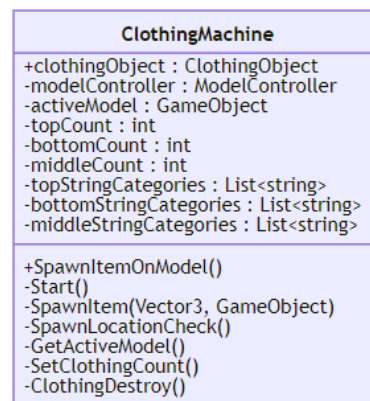 ClothingMachine
+clothingObject : ClothingObject
-modelController : ModelController
-activeModel : GameObject
-topCount : int
-bottomCount : int
-middleCount : int
-topStringCategories : List<string>
-bottomStringCategories : List<string>
-middleStringCategories : List<string>
+SpawnItemOnModel()
-Start()
-SpawnItem(Vector3, GameObject)
-SpawnLocationCheck()
-GetActiveModel()
-SetClothingCount()
-ClothingDestroy()